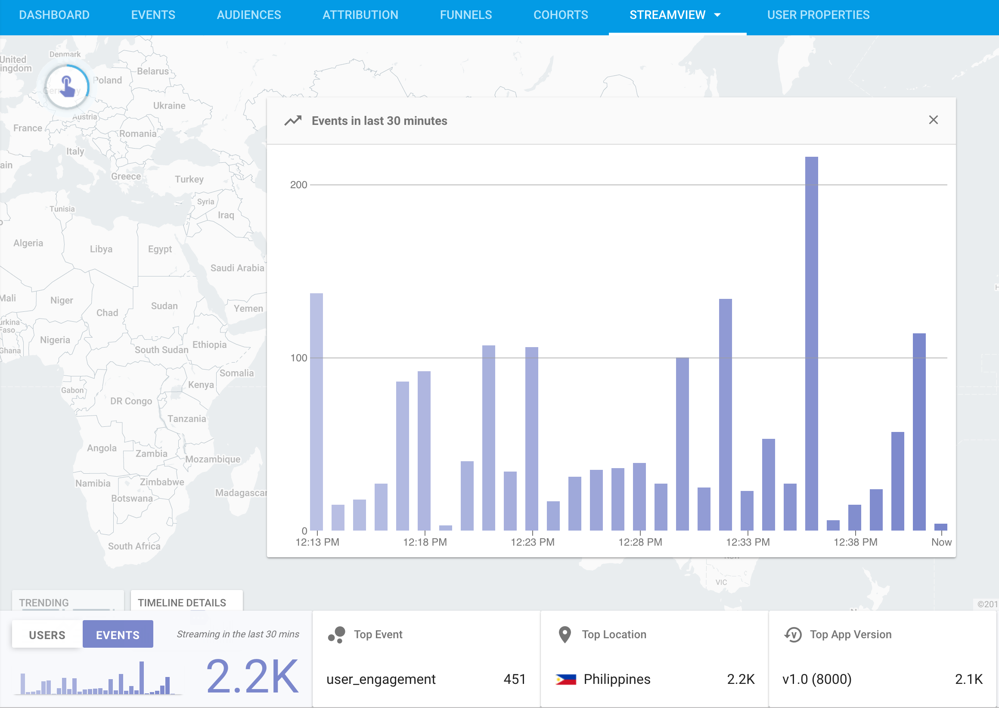 DASHBOARD EVENTS AUDIENCES ATTRIBUTION FUNNELS COHORTS STREAMVIEW USER PROPERTIES
Denmark
United
ingdom
Belarus
Poland
Germany
Ukraine
Austria
France
Romania
Italy
ain
Greece
Turkey
Syria
Tunisia
Iraq
Algeria
Libya
Egypt
Saudi Arabia
Mali
Niger
Sudan
Yemen
Chad
urkina
Faso
Nigeria
Ethiopia
South Sudan
Ghana
Somalia
Kenya
Gabon
DR Congo
Tanzania
Angola
Zambia
Mozambique
Namibia
Zimbabwe
Madagascar
Botswana
South Africa
Events in last 30 minutes
200
100
0
12:13 PM 12:18 PM 12:23 PM 12:28 PM 12:33 PM 12:38 PM Now
VIC
©201
TRENDING
TIMELINE DETAILS
USERS EVENTS Streaming in the last 30 mins
2.2K
Top Event
user_engagement 451
Top Location
Philippines 2.2K
Top App Version
v1.0 (8000) 2.1K